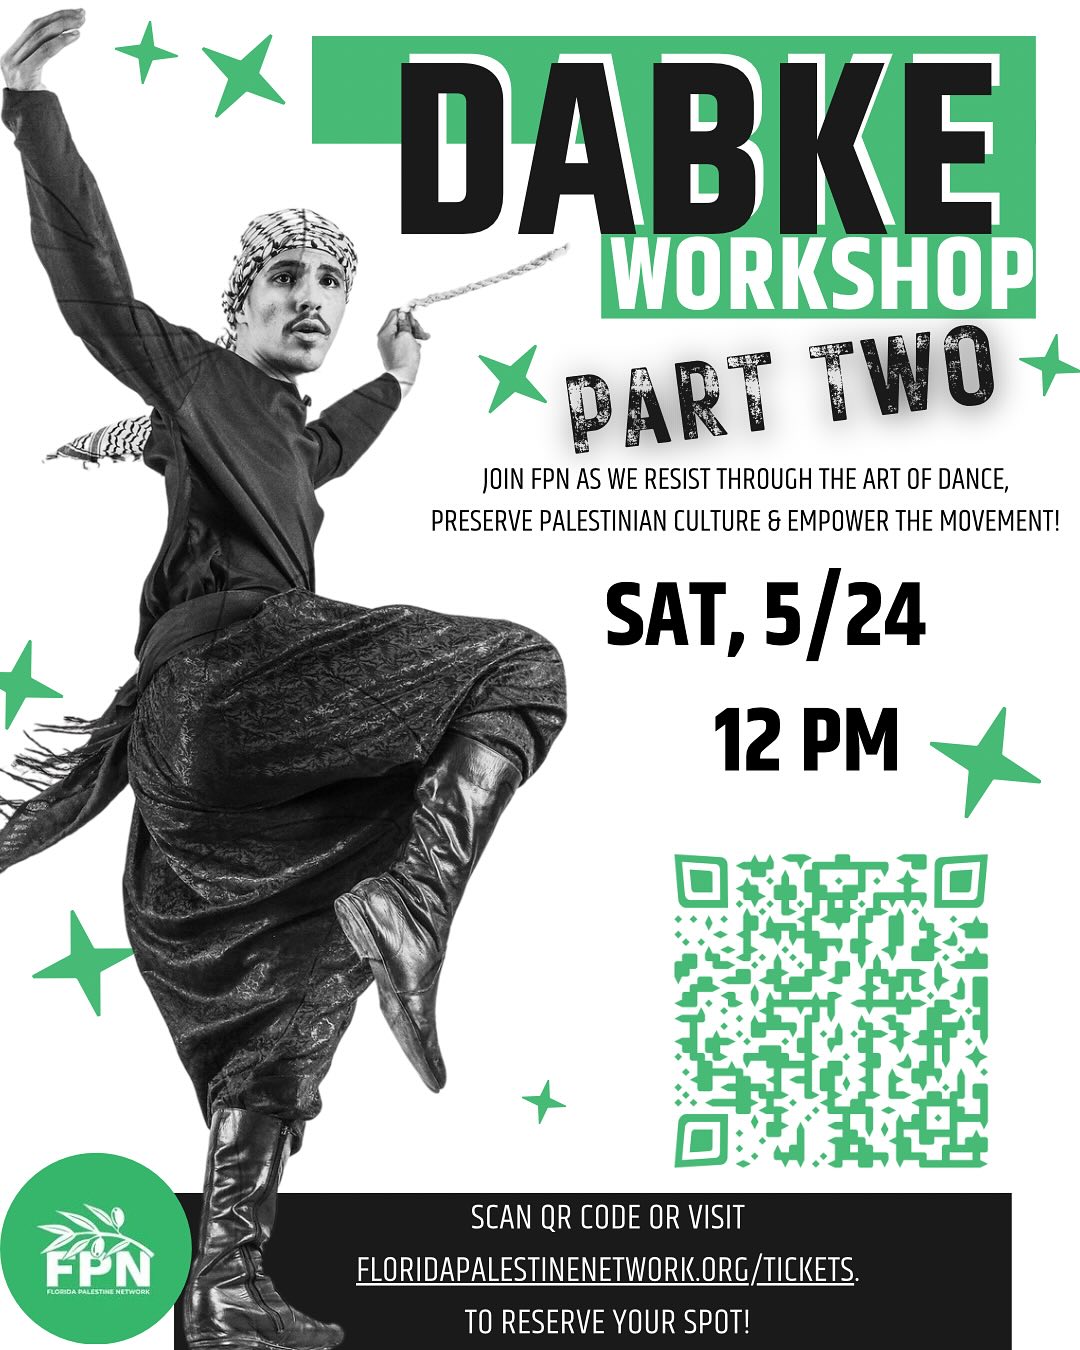 DABKE
WORKSHOP
PART TWO
JOIN FPN AS WE RESIST THROUGH THE ART OF DANCE,
PRESERVE PALESTINIAN CULTURE & EMPOWER THE MOVEMENT!
SAT, 5/24
12 PM
SCAN QR CODE OR VISIT
FLORIDAPALESTINENETWORK.ORG/TICKETS.
TO RESERVE YOUR SPOT!
FPN
FLORIDA PALESTINE NETWORK